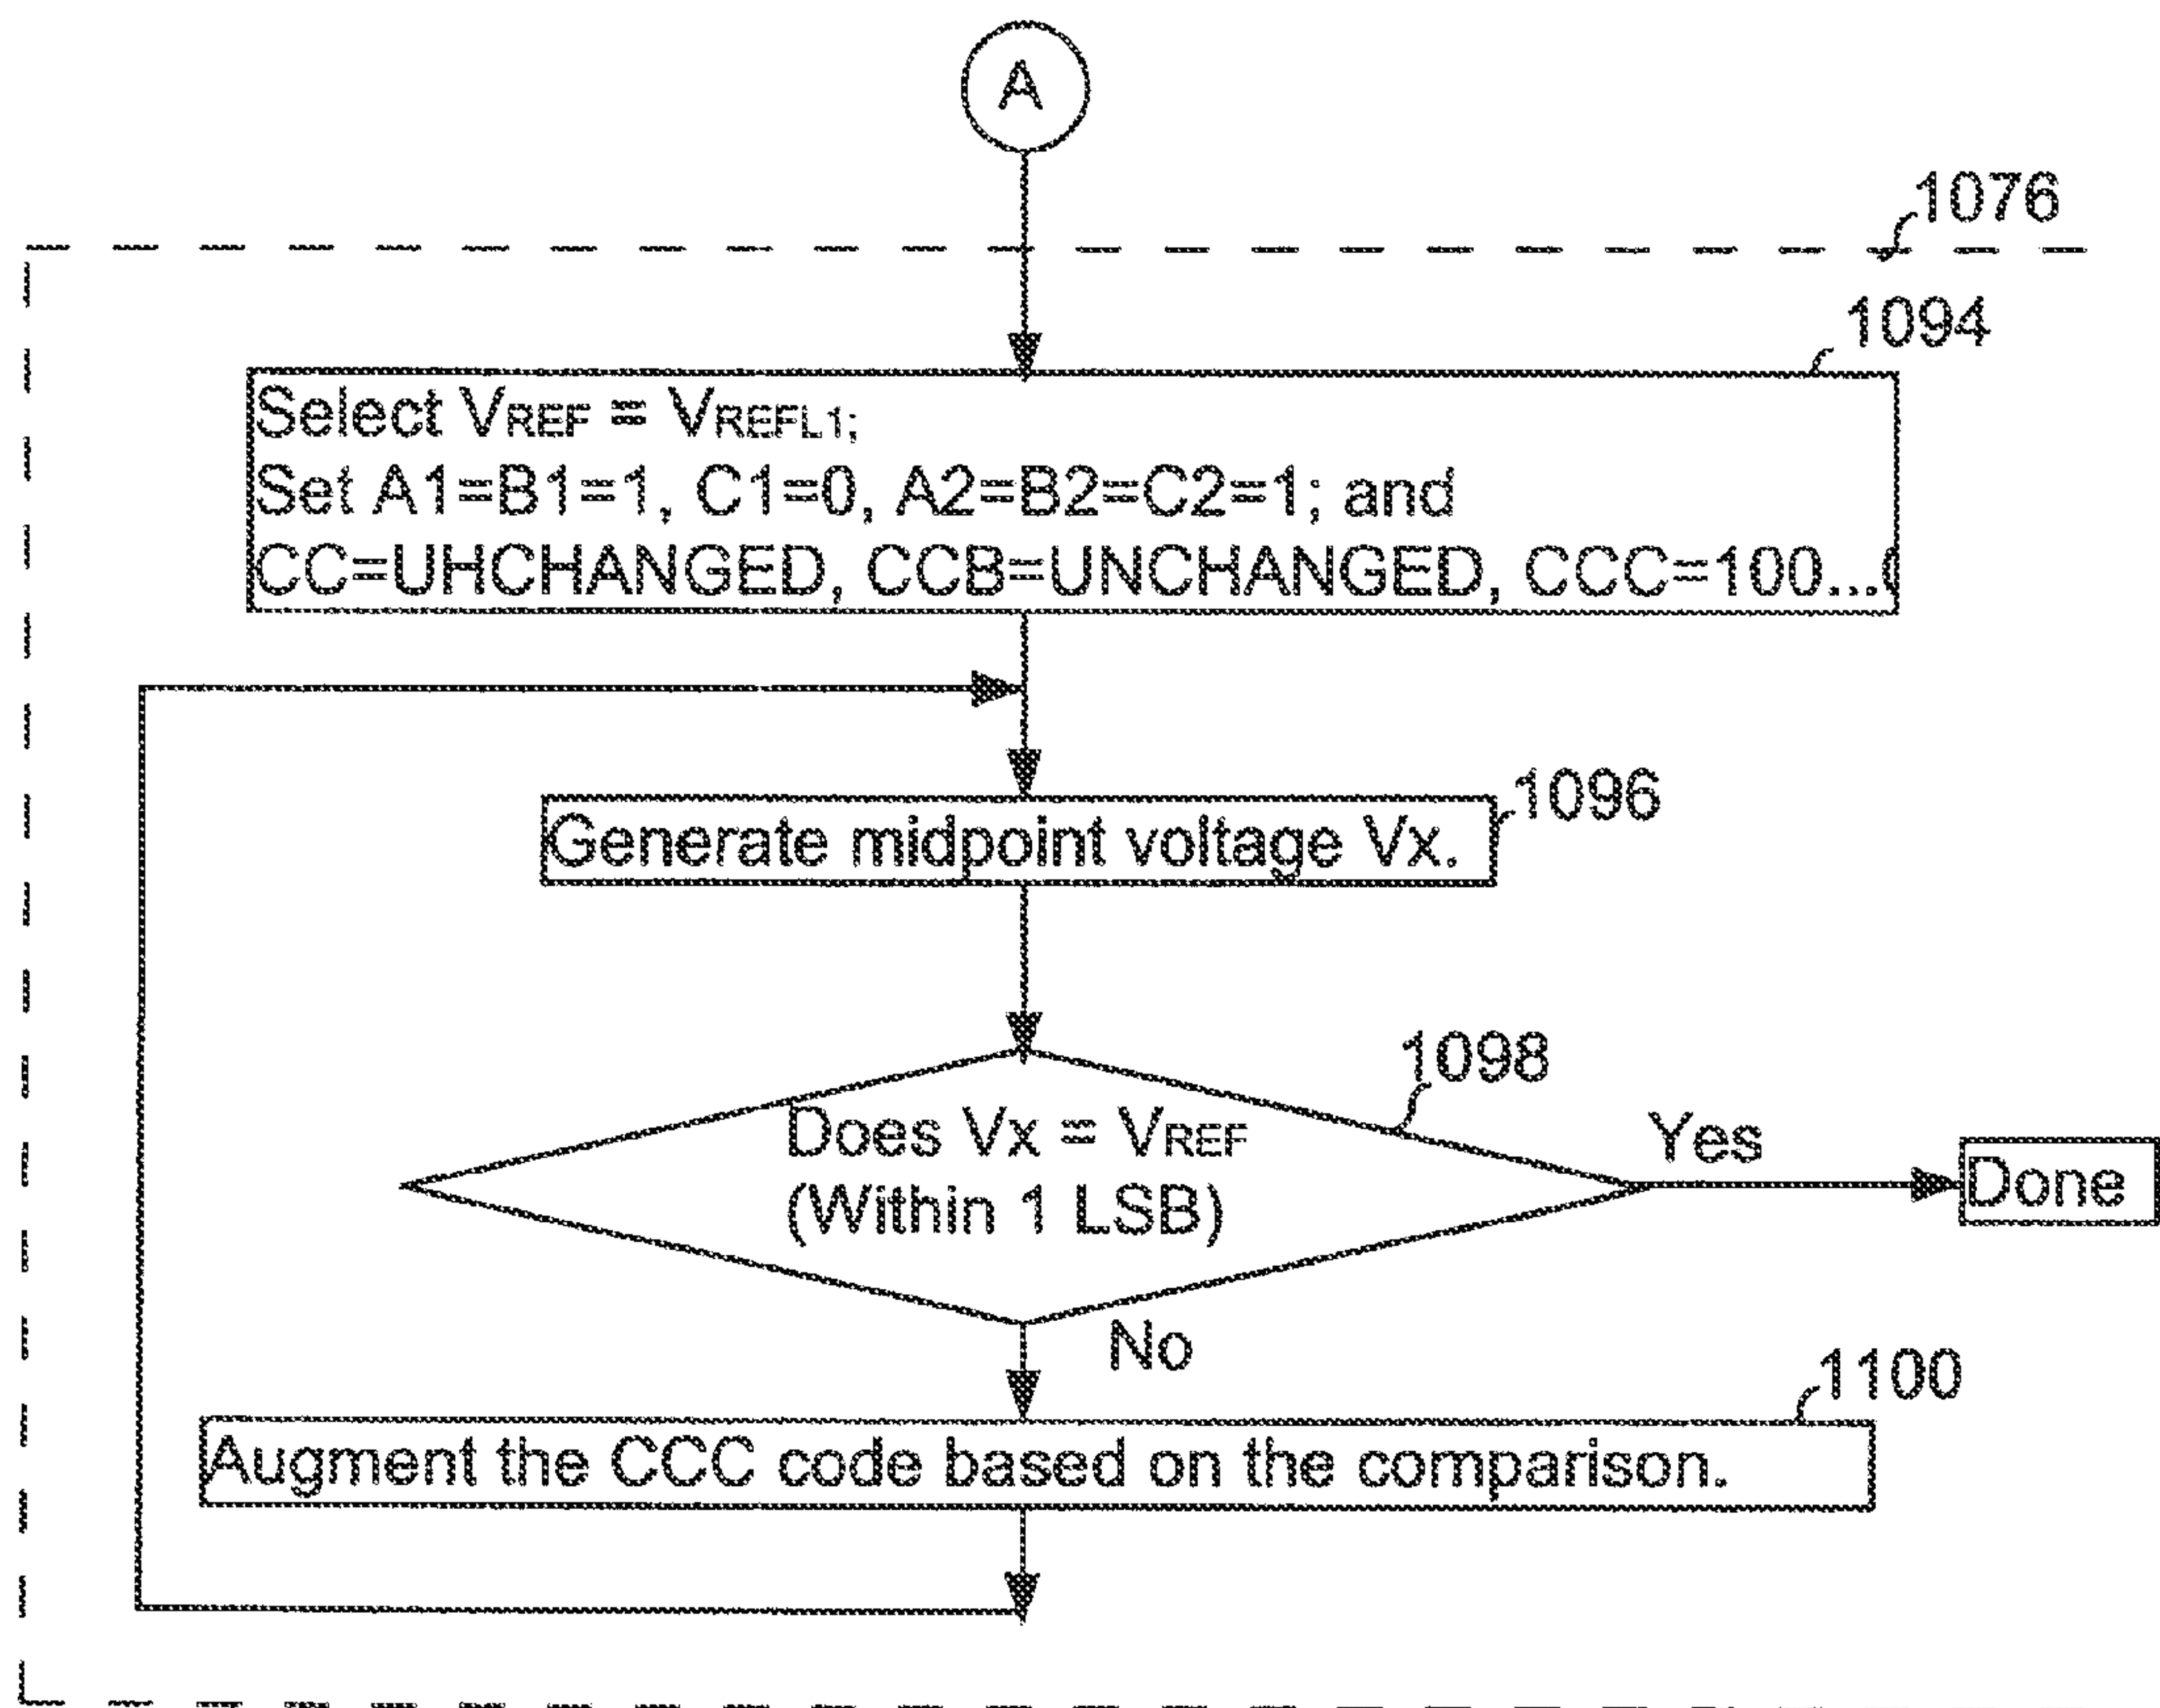 A
1076
1094
Select VREF = VREFL1;
Set A1=B1=1, C1=0, A2=B2=C2=1; and
CC=UHCHANGED, CCB=UNCHANGED, CCC=100...
1096
Generate midpoint voltage Vx.
1098
Does Vx = VREF
(Within 1 LSB)
Yes
Done
No
1100
Augment the CCC code based on the comparison.